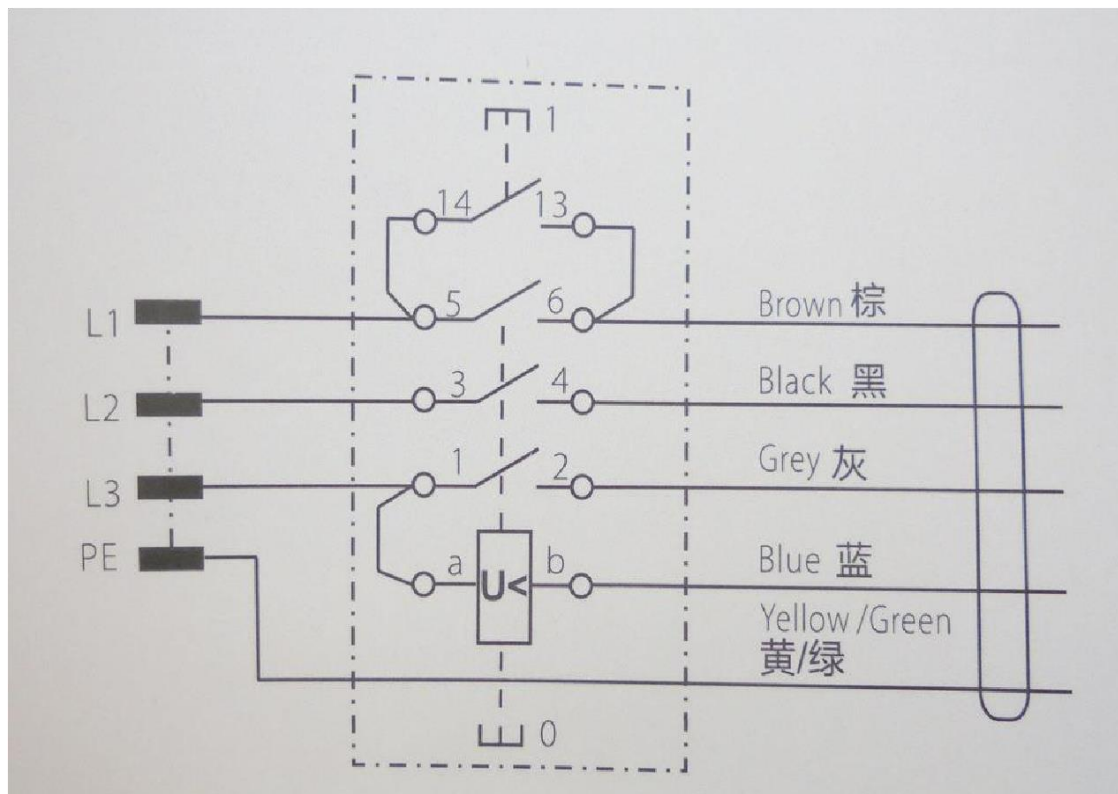 1
14 13
L1 5 6 Brown 棕
L2 3 4 Black 黑
L3 1 2 Grey 灰
PE a U< b Blue 蓝
Yellow /Green
黄/绿
0